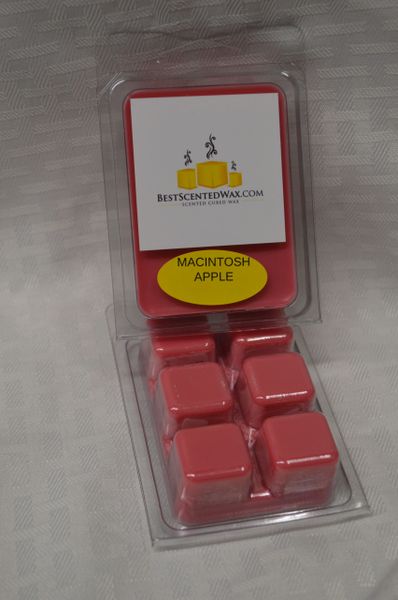 BESTSCENTEDWAX.COM
SCENTED CUBED WAX
MACINTOSH
APPLE